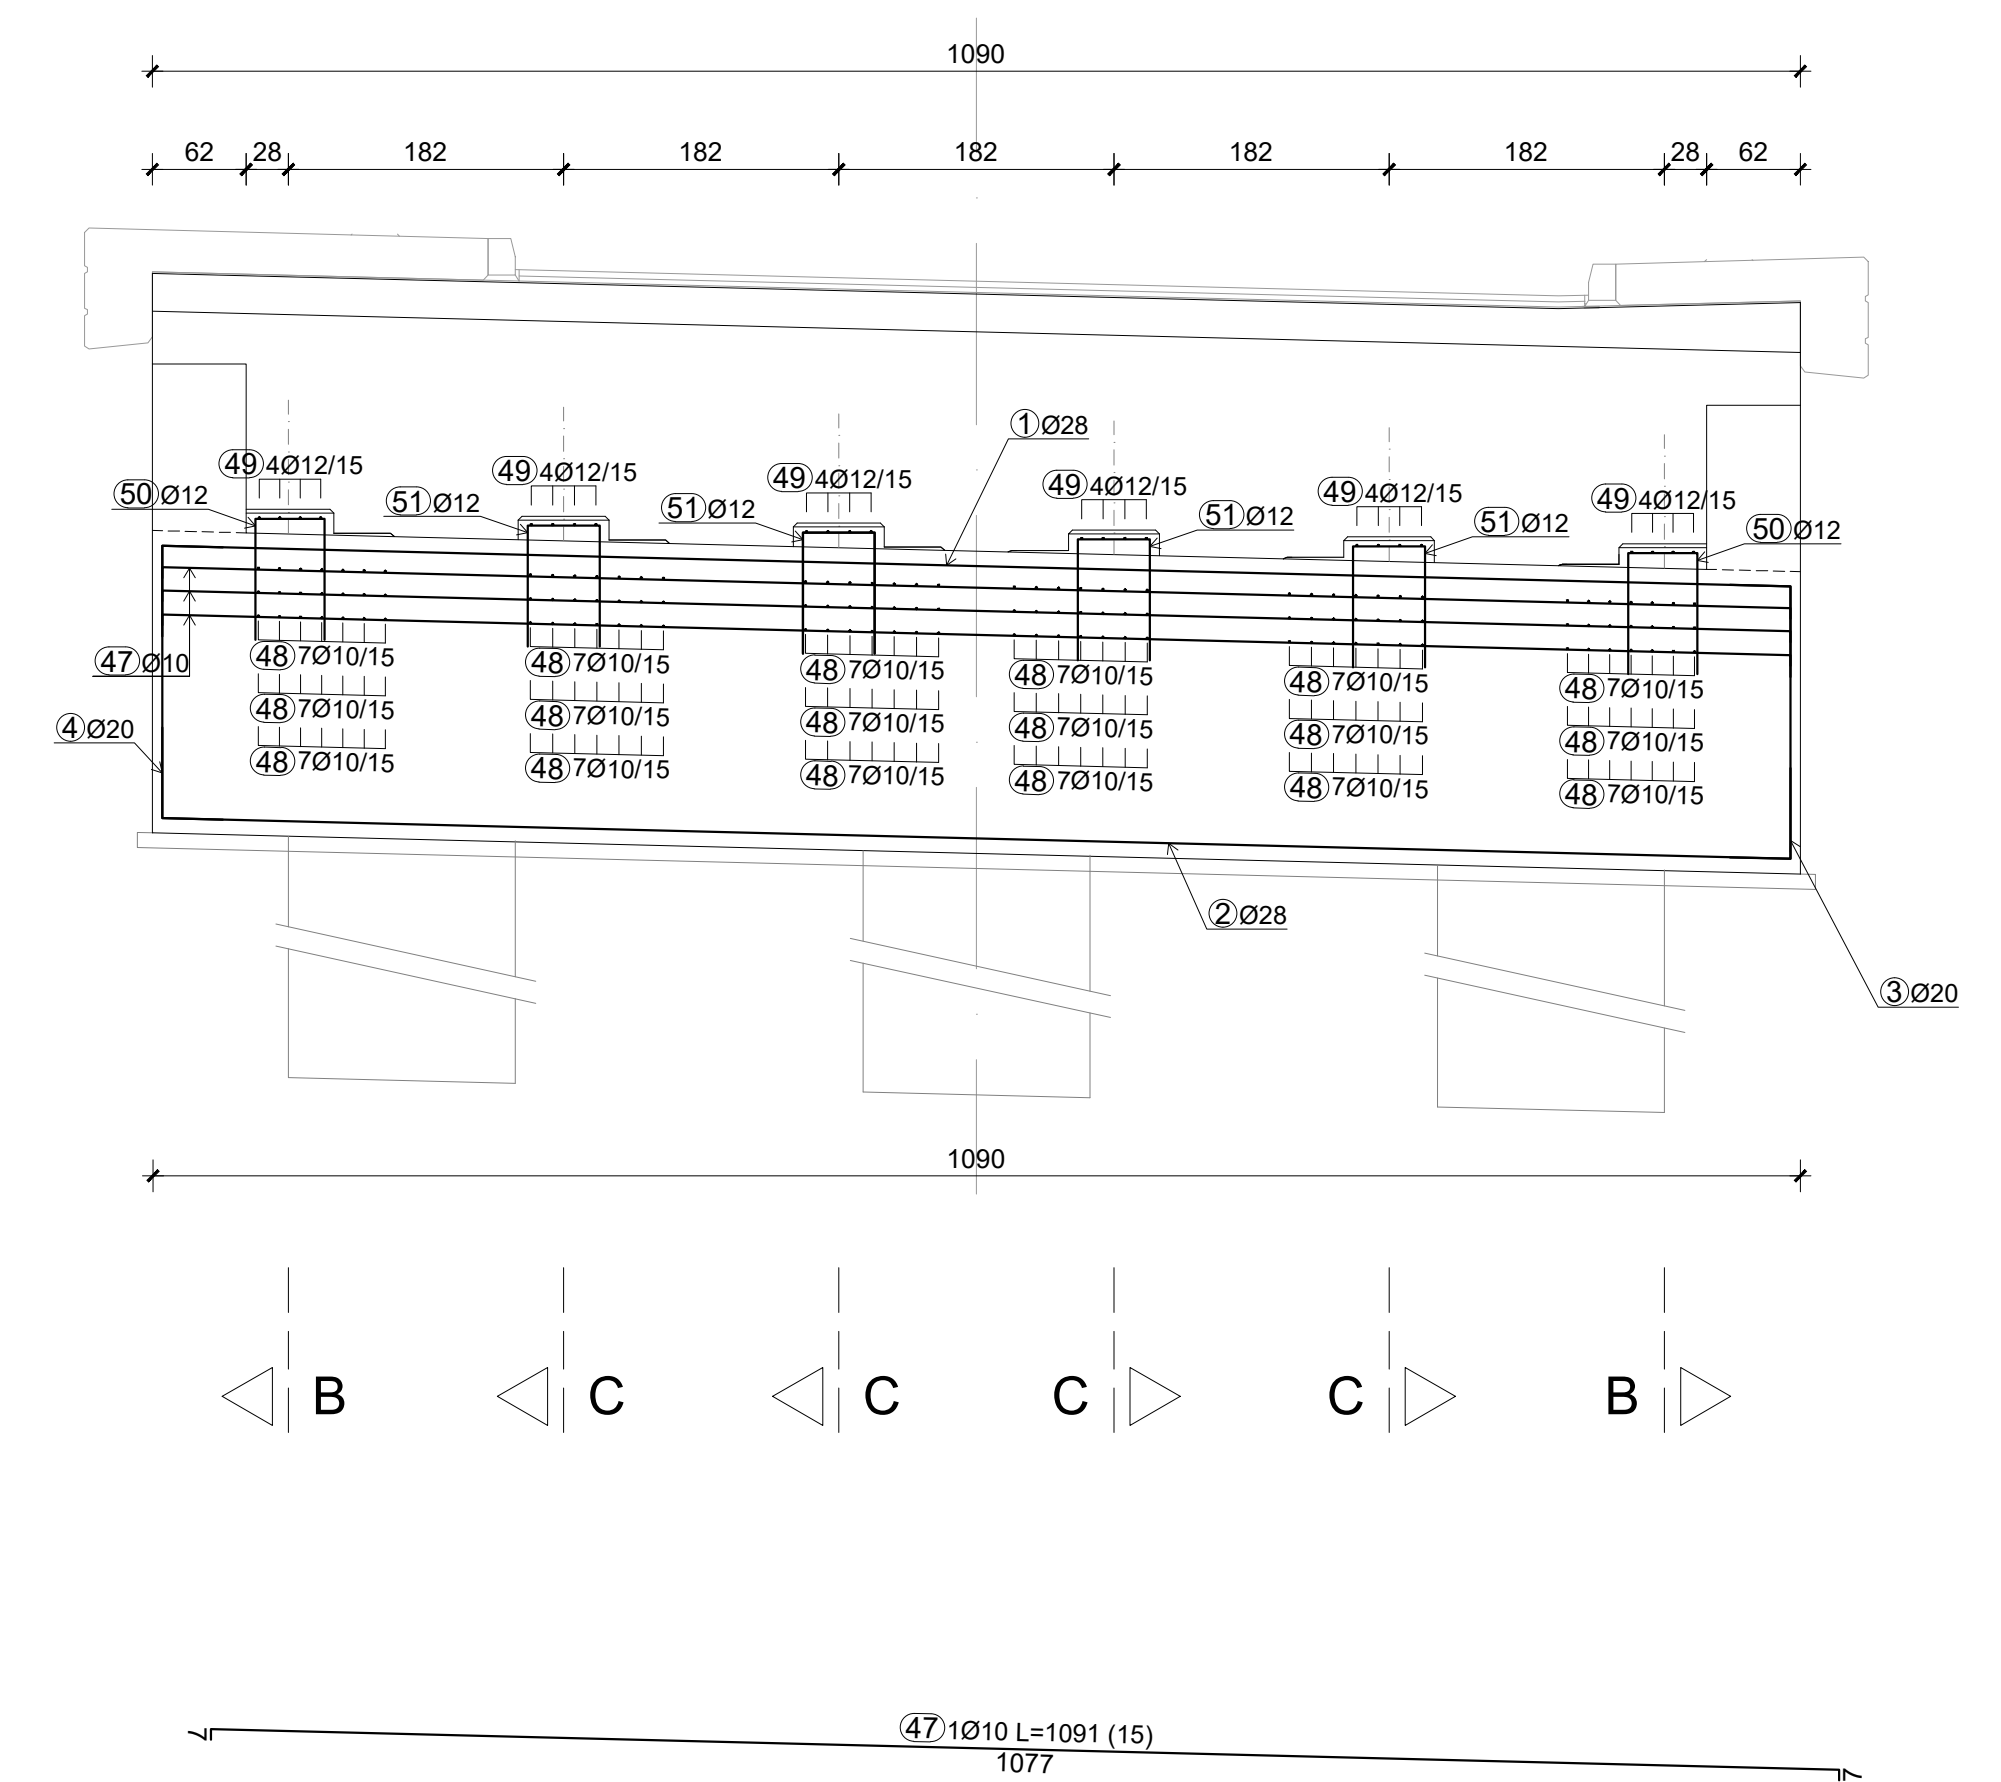 1090
62 28 182 182 182 182 182 28 62
1 Ø28
49 4Ø12/15 49 4Ø12/15 49 4Ø12/15 49 4Ø12/15 49 4Ø12/15 49 4Ø12/15
50 Ø12 51 Ø12 51 Ø12 51 Ø12 51 Ø12 50 Ø12
47 Ø10
48 7Ø10/15 48 7Ø10/15 48 7Ø10/15 48 7Ø10/15 48 7Ø10/15 48 7Ø10/15
48 7Ø10/15 48 7Ø10/15 48 7Ø10/15 48 7Ø10/15 48 7Ø10/15 48 7Ø10/15
48 7Ø10/15 48 7Ø10/15 48 7Ø10/15 48 7Ø10/15 48 7Ø10/15 48 7Ø10/15
4 Ø20
2 Ø28
3 Ø20
1090
B C C C C B
47 1Ø10 L=1091 (15)
7 1077 7